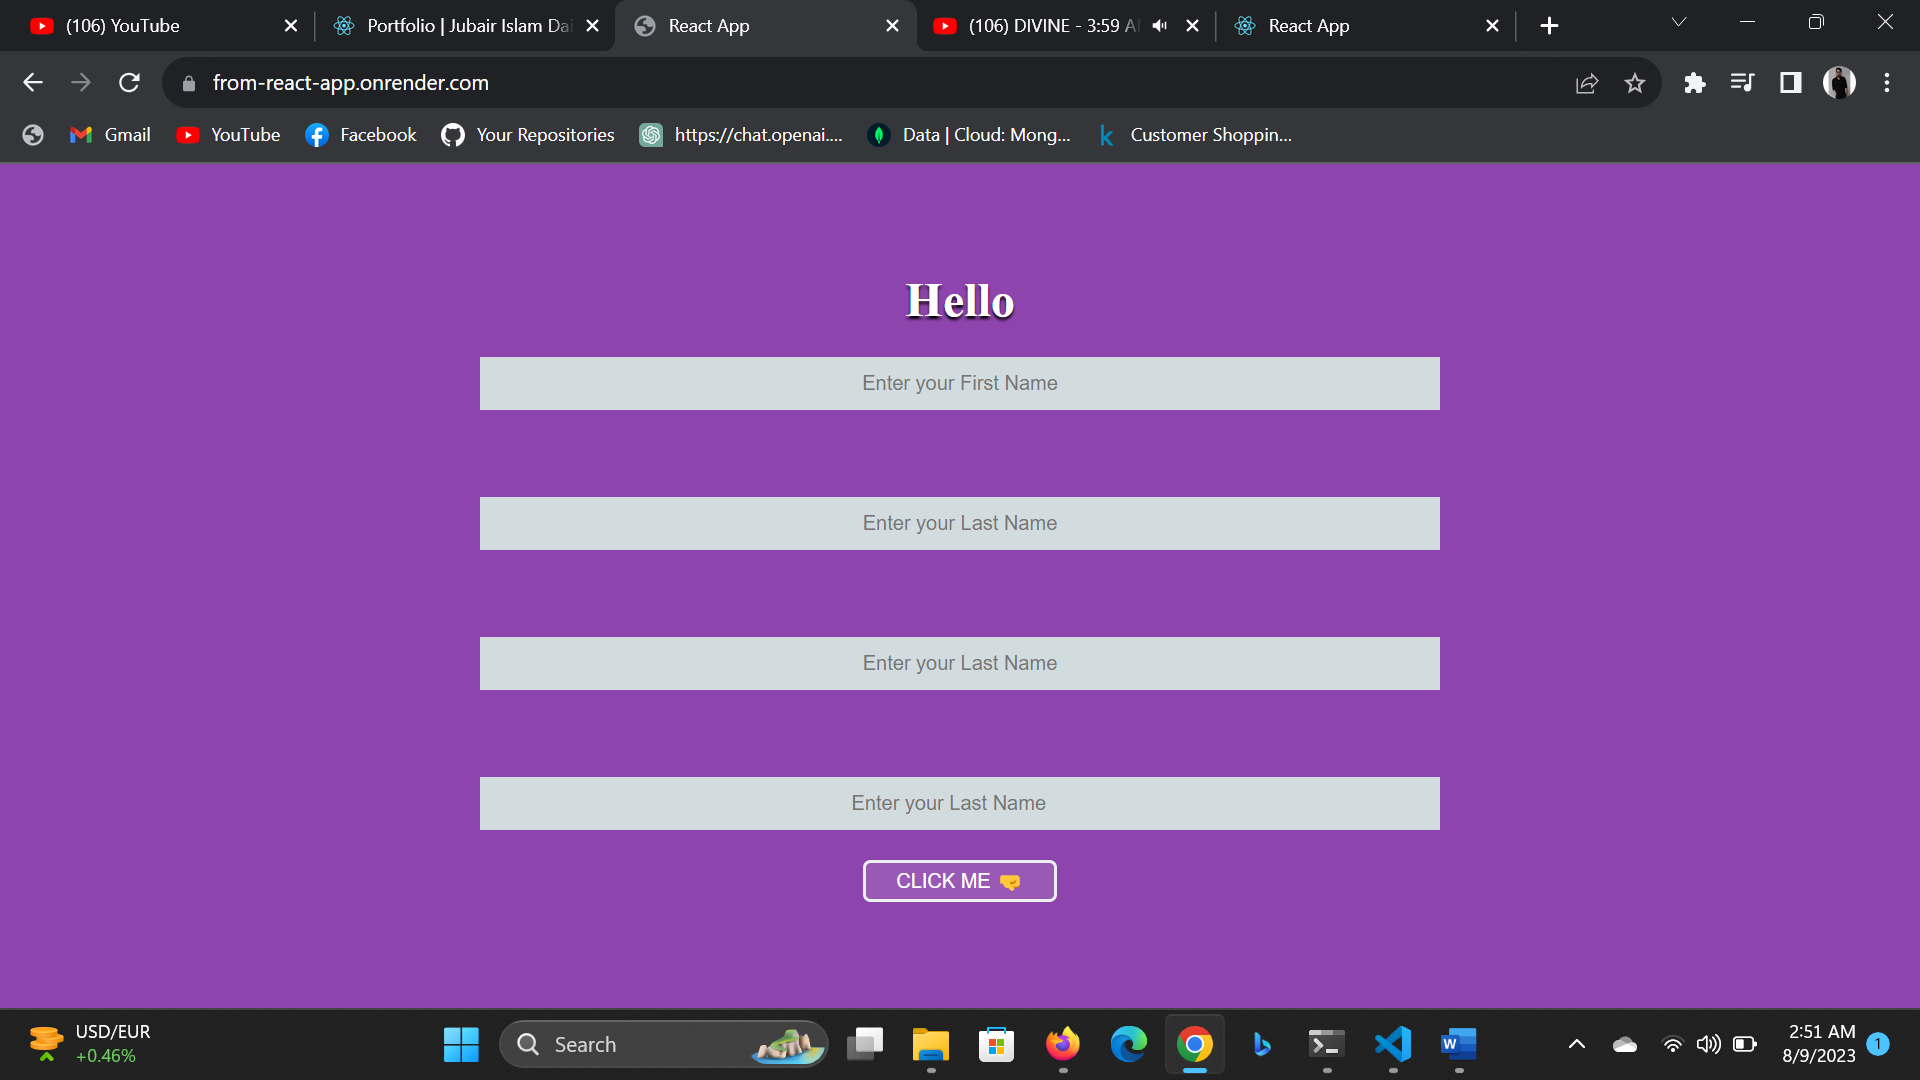 (106) YouTube
Portfolio | Jubair Islam Dai
React App
(106) DIVINE - 3:59 A
React App
from-react-app.onrender.com
Gmail
YouTube
Facebook
Your Repositories
https://chat.openai....
Data | Cloud: Mong...
Customer Shoppin...
Hello
Enter your First Name
Enter your Last Name
Enter your Last Name
Enter your Last Name
CLICK ME 🤜
USD/EUR
+0.46%
Search
2:51 AM
8/9/2023
1